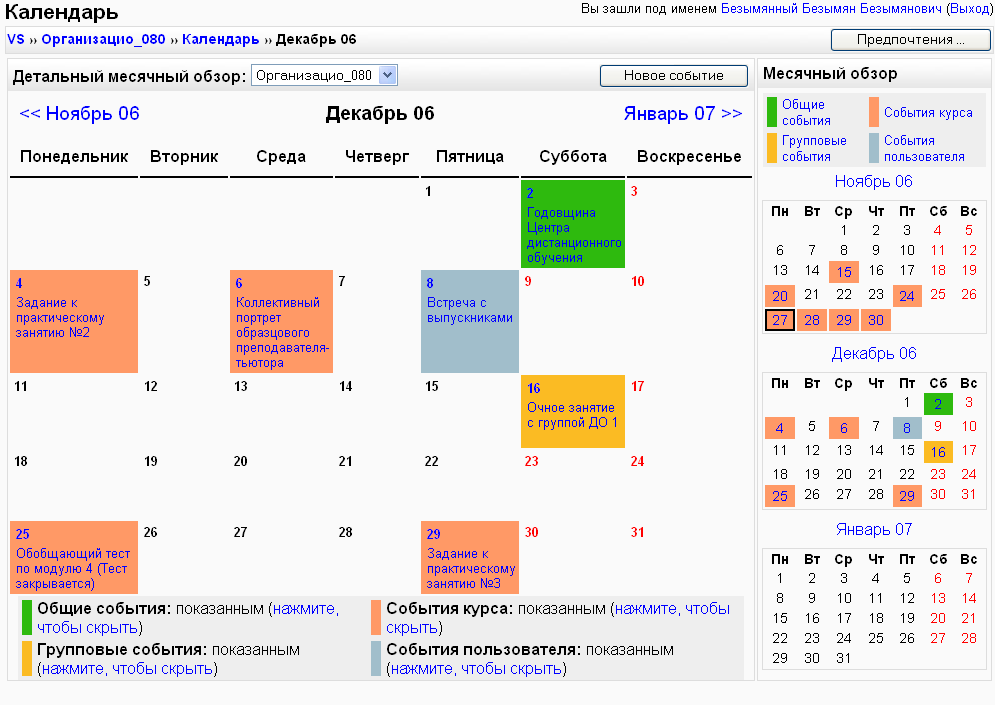 Календарь
Вы зашли под именем Безымянный Безымян Безымянович (Выход)
VS ›› Организацио_080 ›› Календарь ›› Декабрь 06
Предпочтения ...
Детальный месячный обзор: Организацио_080
Новое событие
<< Ноябрь 06 Декабрь 06 Январь 07 >>
Понедельник Вторник Среда Четверг Пятница Суббота Воскресенье
1 2 3
Годовщина
Центра
дистанционного
обучения
4 5 6 7 8 9 10
Задание к
практическому
занятию №2
Коллективный
портрет
образцового
преподавателя-
тьютора
Встреча с
выпускниками
11 12 13 14 15 16 17
Очное занятие
с группой ДО 1
18 19 20 21 22 23 24
25 26 27 28 29 30 31
Обобщающий тест
по модулю 4 (Тест
закрывается)
Задание к
практическому
занятию №3
Общие события: показанным (нажмите,
чтобы скрыть)
События курса: показанным (нажмите, чтобы
скрыть)
Групповые события: показанным
(нажмите, чтобы скрыть)
События пользователя: показанным
(нажмите, чтобы скрыть)
Месячный обзор
Общие
события
События курса
Групповые
события
События
пользователя
Ноябрь 06
Пн Вт Ср Чт Пт Сб Вс
1 2 3 4 5
6 7 8 9 10 11 12
13 14 15 16 17 18 19
20 21 22 23 24 25 26
27 28 29 30
Декабрь 06
Пн Вт Ср Чт Пт Сб Вс
1 2 3
4 5 6 7 8 9 10
11 12 13 14 15 16 17
18 19 20 21 22 23 24
25 26 27 28 29 30 31
Январь 07
Пн Вт Ср Чт Пт Сб Вс
1 2 3 4 5 6 7
8 9 10 11 12 13 14
15 16 17 18 19 20 21
22 23 24 25 26 27 28
29 30 31